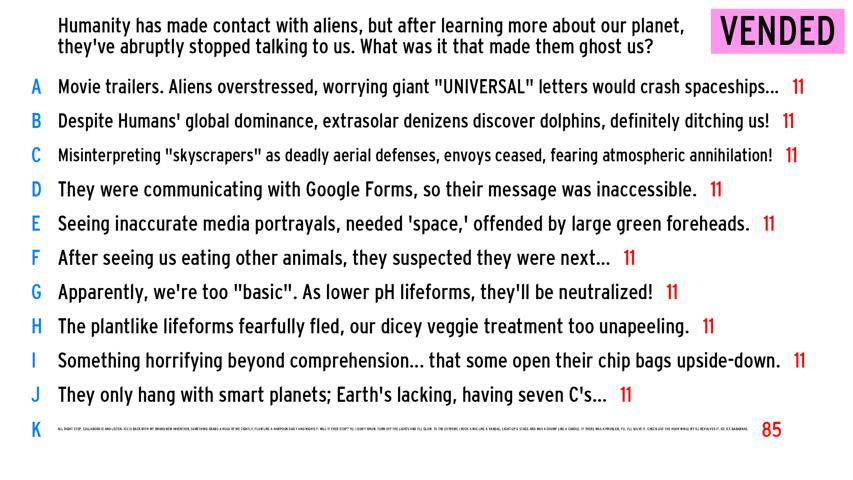 Humanity has made contact with aliens, but after learning more about our planet,
they've abruptly stopped talking to us. What was it that made them ghost us?
VENDED
A Movie trailers. Aliens overstressed, worrying giant "UNIVERSAL" letters would crash spaceships... 11
B Despite Humans' global dominance, extrasolar denizens discover dolphins, definitely ditching us! 11
C Misinterpreting "skyscrapers" as deadly aerial defenses, envoys ceased, fearing atmospheric annihilation! 11
D They were communicating with Google Forms, so their message was inaccessible. 11
E Seeing inaccurate media portrayals, needed 'space,' offended by large green foreheads. 11
F After seeing us eating other animals, they suspected they were next... 11
G Apparently, we're too "basic". As lower pH lifeforms, they'll be neutralized! 11
H The plantlike lifeforms fearfully fled, our dicey veggie treatment too unapeeling. 11
I Something horrifying beyond comprehension... that some open their chip bags upside-down. 11
J They only hang with smart planets; Earth's lacking, having seven C's... 11
K 85